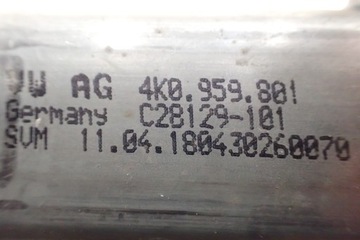 VW AG 4K0.959.801
Germany C28129-101
SVM 11.04.180430260070